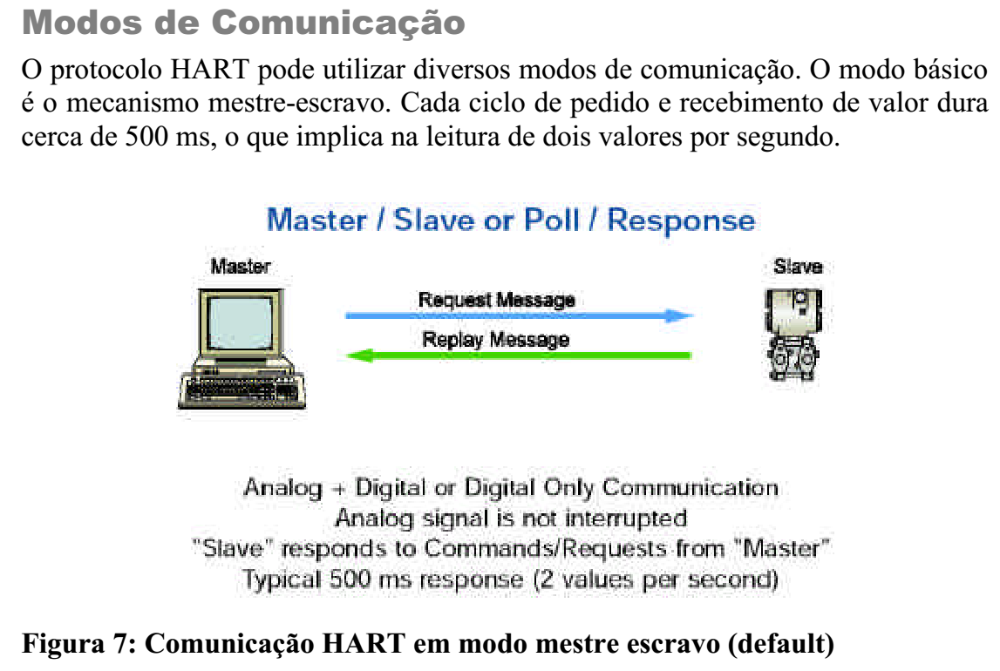 Modos de Comunicação
O protocolo HART pode utilizar diversos modos de comunicação. O modo básico
é o mecanismo mestre-escravo. Cada ciclo de pedido e recebimento de valor dura
cerca de 500 ms, o que implica na leitura de dois valores por segundo.
Master / Slave or Poll / Response
Master
Slave
Request Message
Replay Message
Analog + Digital or Digital Only Communication
Analog signal is not interrupted
"Slave" responds to Commands/Requests from "Master"
Typical 500 ms response (2 values per second)
Figura 7: Comunicação HART em modo mestre escravo (default)